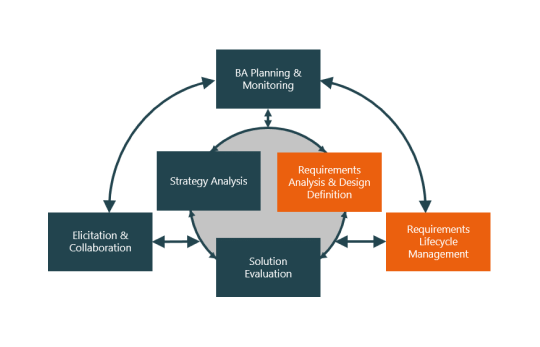 BA Planning &
Monitoring
Strategy Analysis
Requirements
Analysis & Design
Definition
Elicitation &
Collaboration
Requirements
Lifecycle
Management
Solution
Evaluation